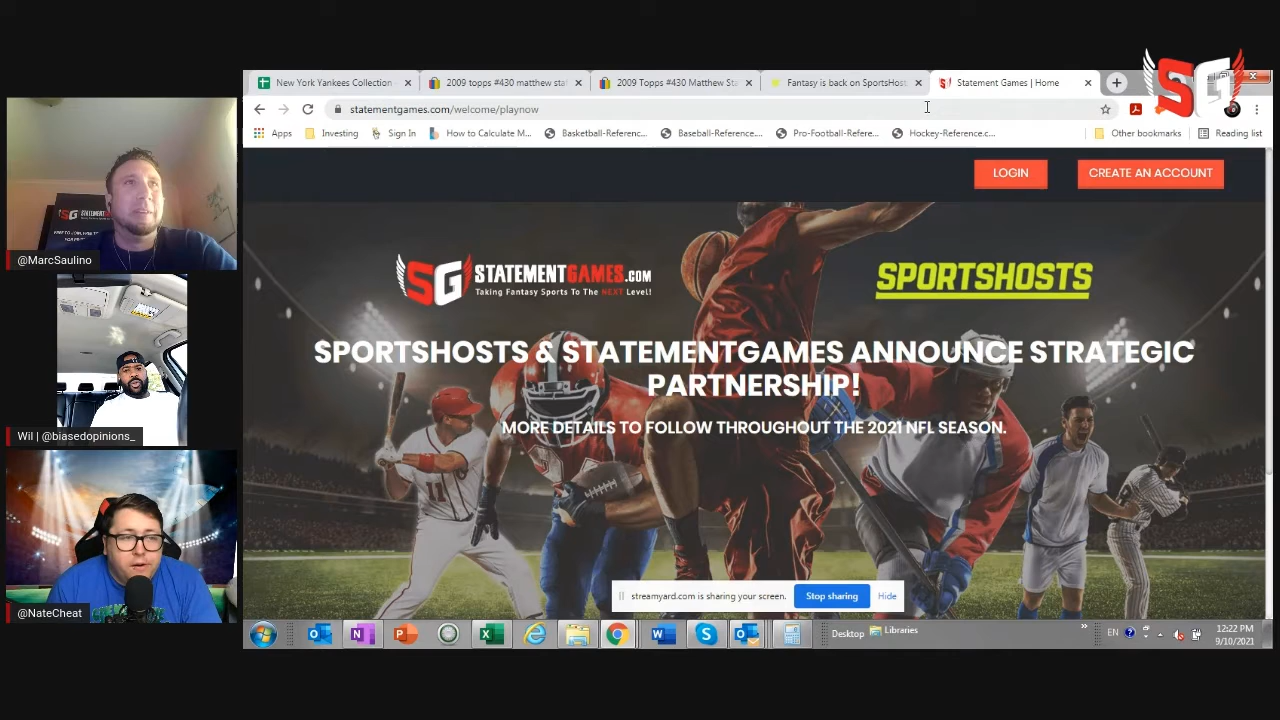 New York Yankees Collection
2009 topps #430 matthew sta
2009 Topps #430 Matthew Sta
Fantasy is back on SportsHost
Statement Games | Home
SG
statementgames.com/welcome/playnow
Apps
Investing
Sign In
How to Calculate M...
Basketball-Referenc...
Baseball-Reference....
Pro-Football-Refere...
Hockey-Reference.c...
Other bookmarks
Reading list
LOGIN
CREATE AN ACCOUNT
SG STATEMENTGAMES.COM
Taking Fantasy Sports To The NEXT Level!
SPORTSHOSTS
SPORTSHOSTS & STATEMENTGAMES ANNOUNCE STRATEGIC
PARTNERSHIP!
MORE DETAILS TO FOLLOW THROUGHOUT THE 2021 NFL SEASON.
11
streamyard.com is sharing your screen.
Stop sharing
Hide
Desktop
Libraries
EN
12:22 PM
9/10/2021
SG STATEMENT
@MarcSaulino
Wil | @biasedopinions_
@NateCheat